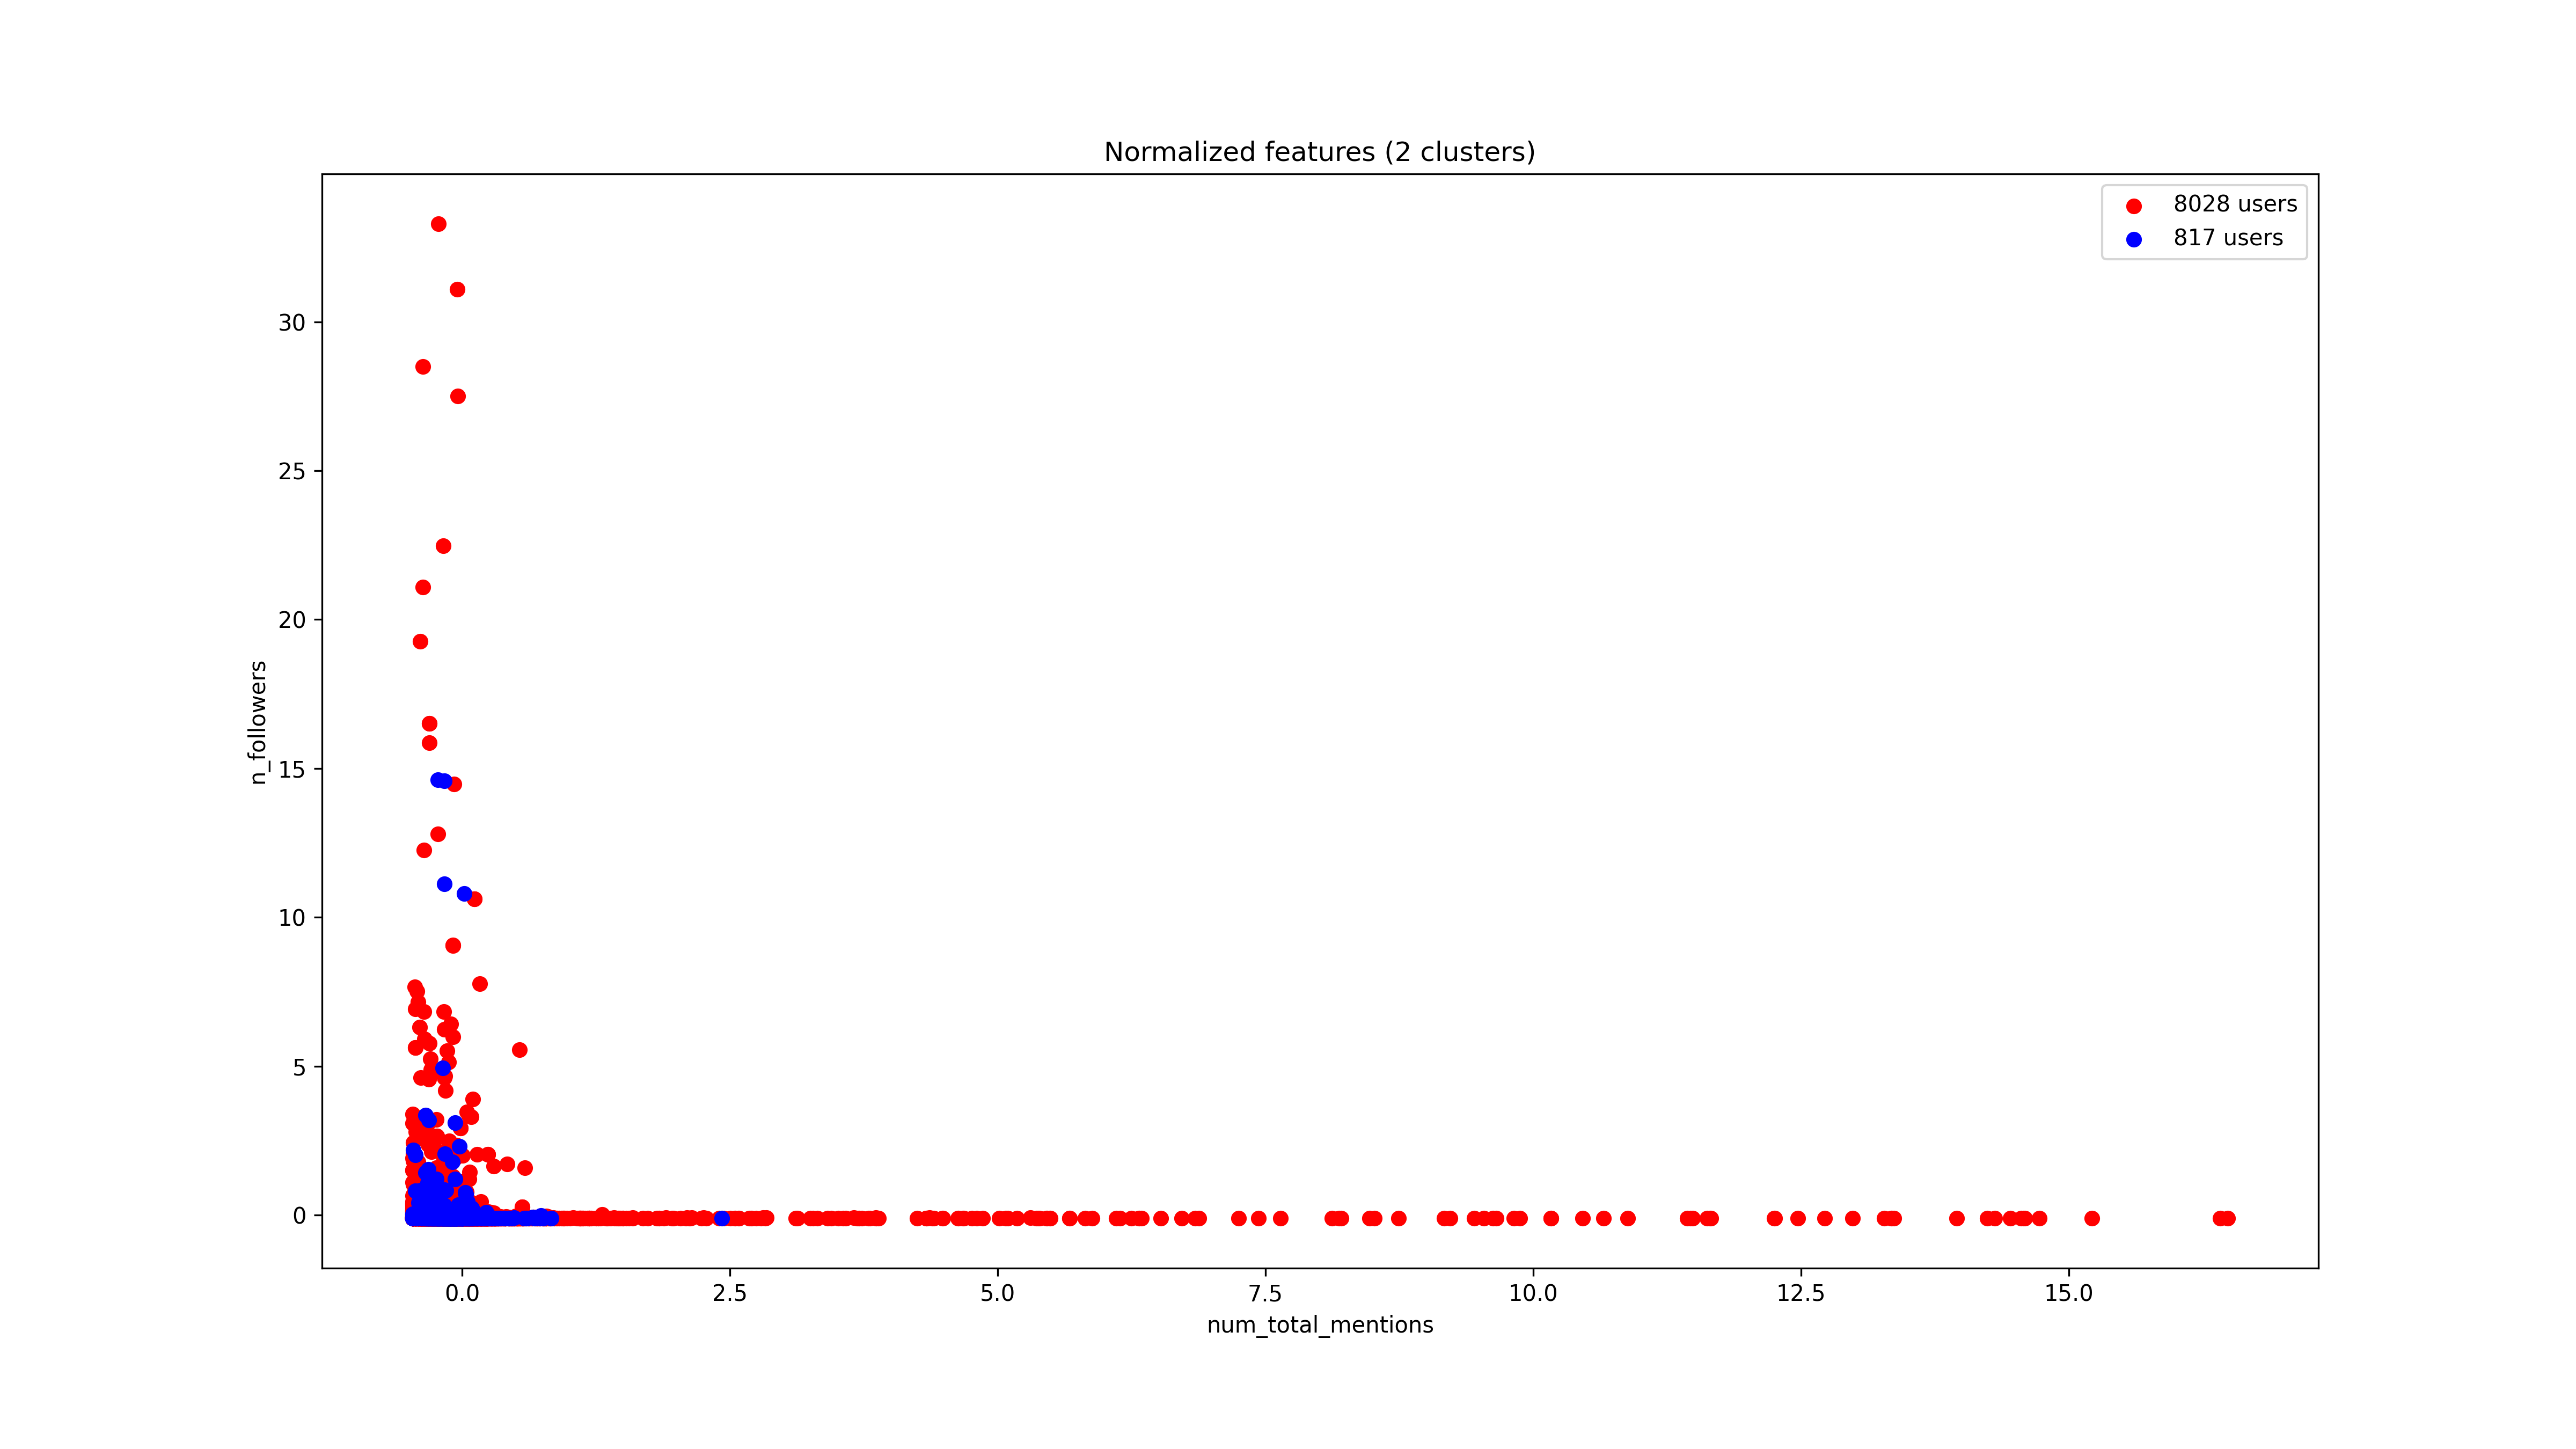 Normalized features (2 clusters)
8028 users
817 users
30
25
20
15
10
5
0
n_followers
0.0 2.5 5.0 7.5 10.0 12.5 15.0
num_total_mentions